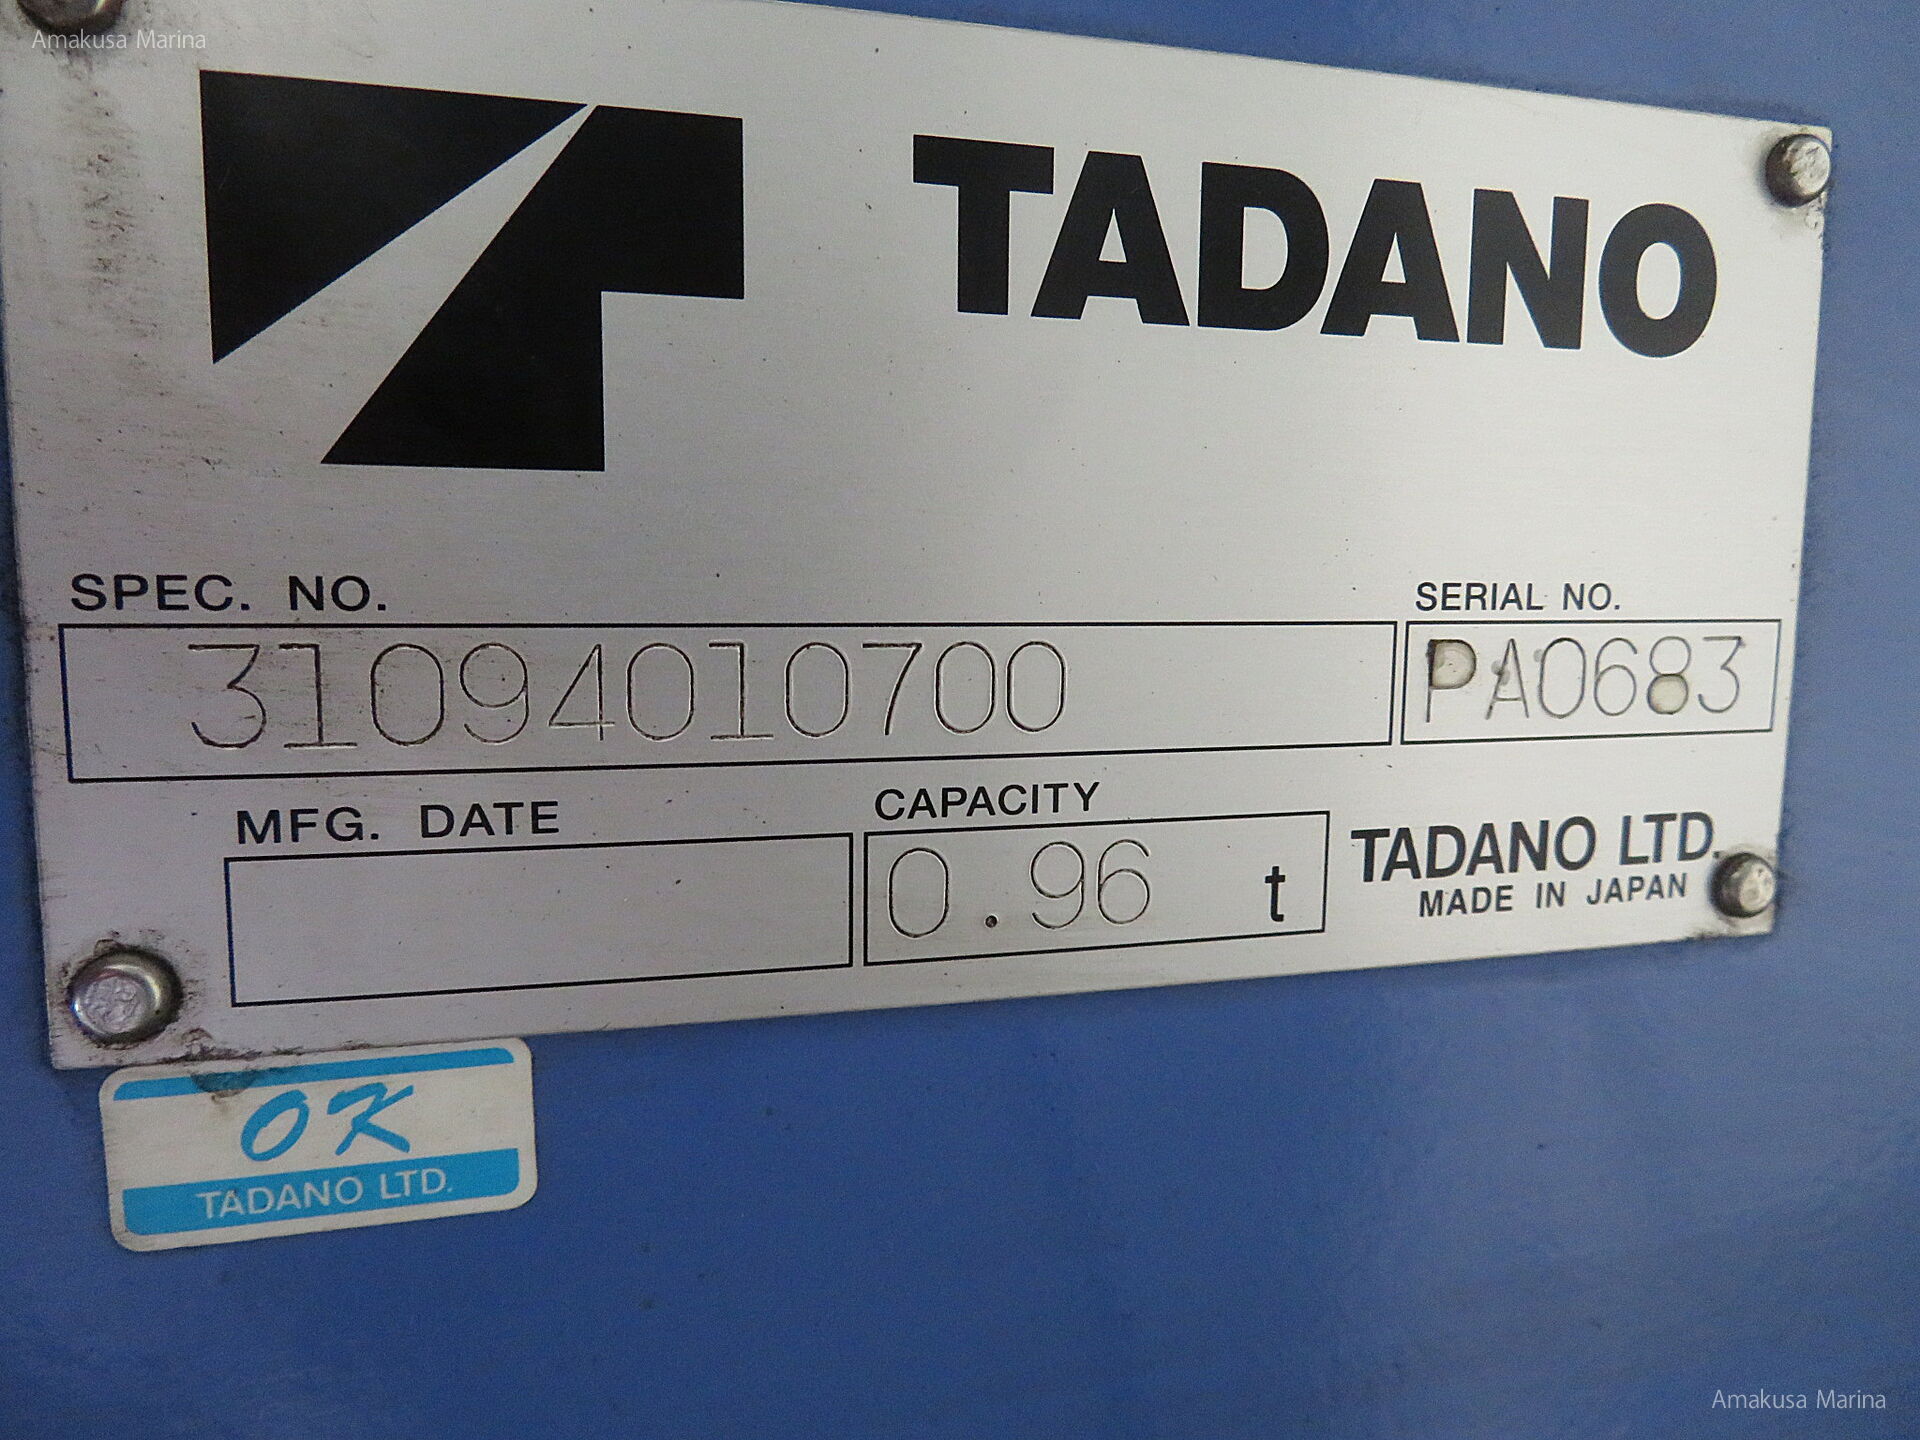 Amakusa Marina
TADANO
SPEC. NO.
31094010700
SERIAL NO.
PA0683
MFG. DATE
CAPACITY
0.96 t
TADANO LTD.
MADE IN JAPAN
OK
TADANO LTD.
Amakusa Marina